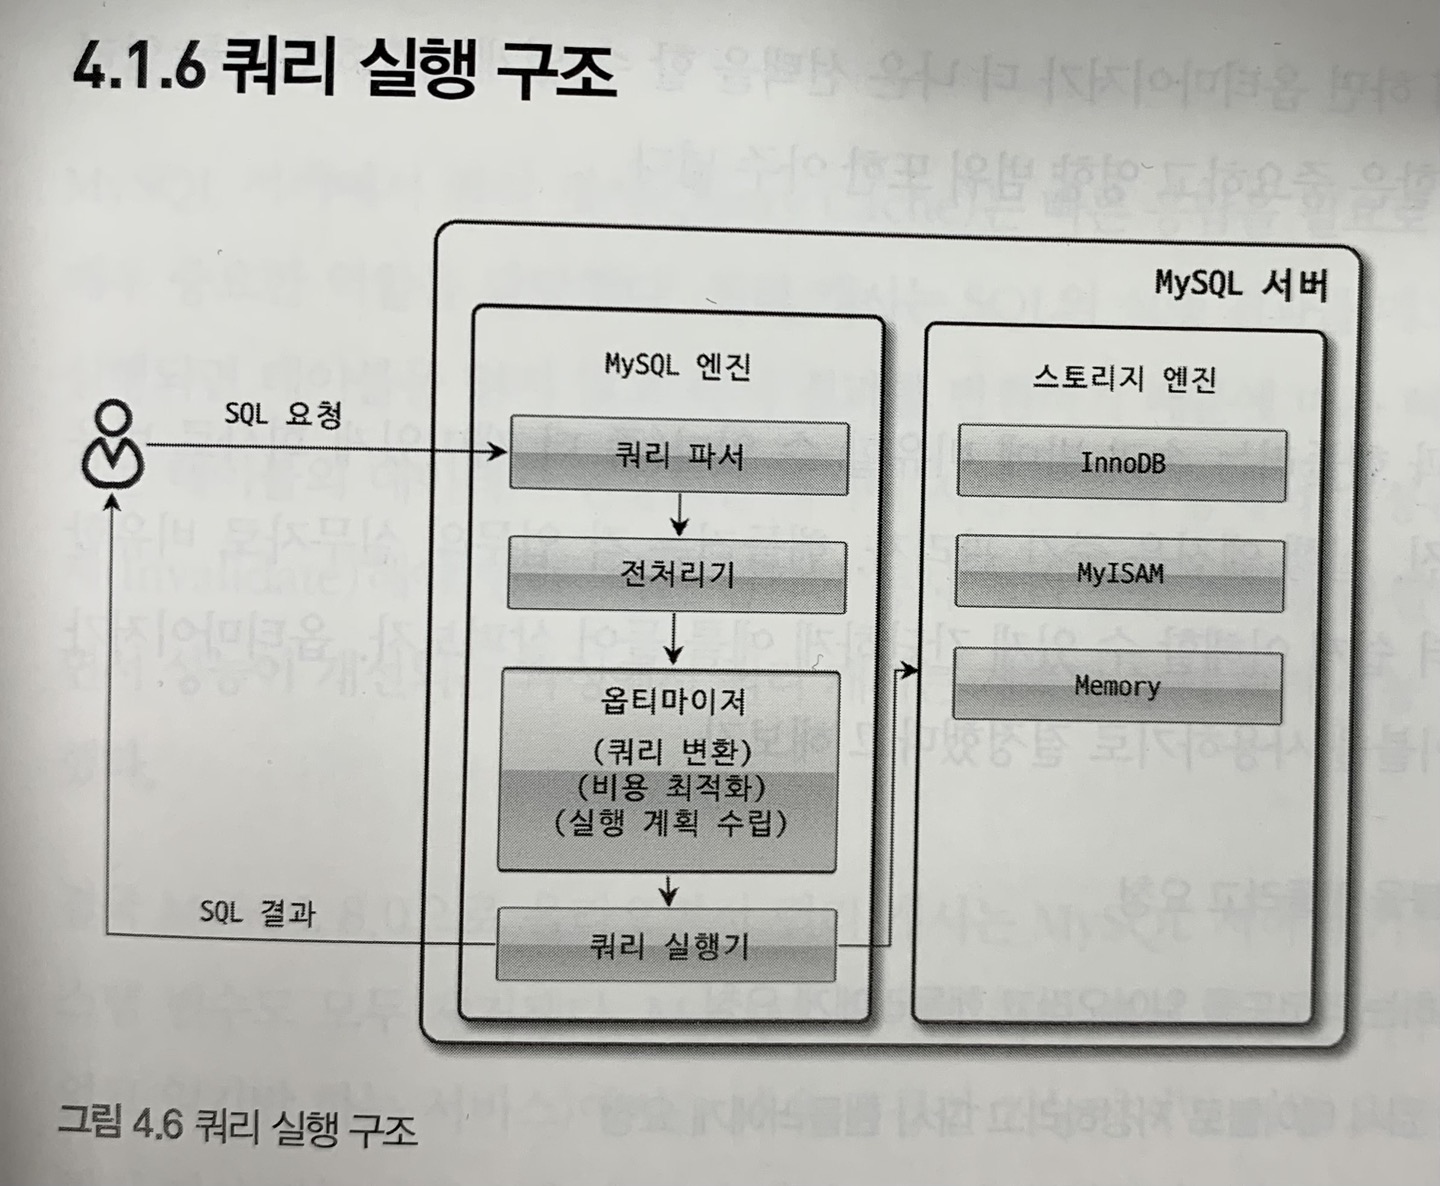 4.1.6 쿼리 실행 구조
MySQL 서버
MySQL 엔진
스토리지 엔진
SQL 요청
쿼리 파서
InnoDB
전처리기
MyISAM
옵티마이저
(쿼리 변환)
(비용 최적화)
(실행 계획 수립)
Memory
SQL 결과
쿼리 실행기
그림 4.6 쿼리 실행 구조